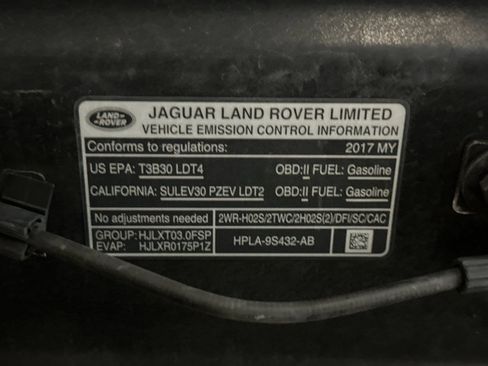 LAND ROVER
JAGUAR LAND ROVER LIMITED
VEHICLE EMISSION CONTROL INFORMATION
Conforms to regulations: 2017 MY
US EPA: T3B30 LDT4 OBD:II FUEL: Gasoline
CALIFORNIA: SULEV30 PZEV LDT2 OBD:II FUEL: Gasoline
No adjustments needed 2WR-H02S/2TWC/2H02S(2)/DFI/SC/CAC
GROUP: HJLXT03.0FSP
EVAP: HJLXR0175P1Z
HPLA-9S432-AB